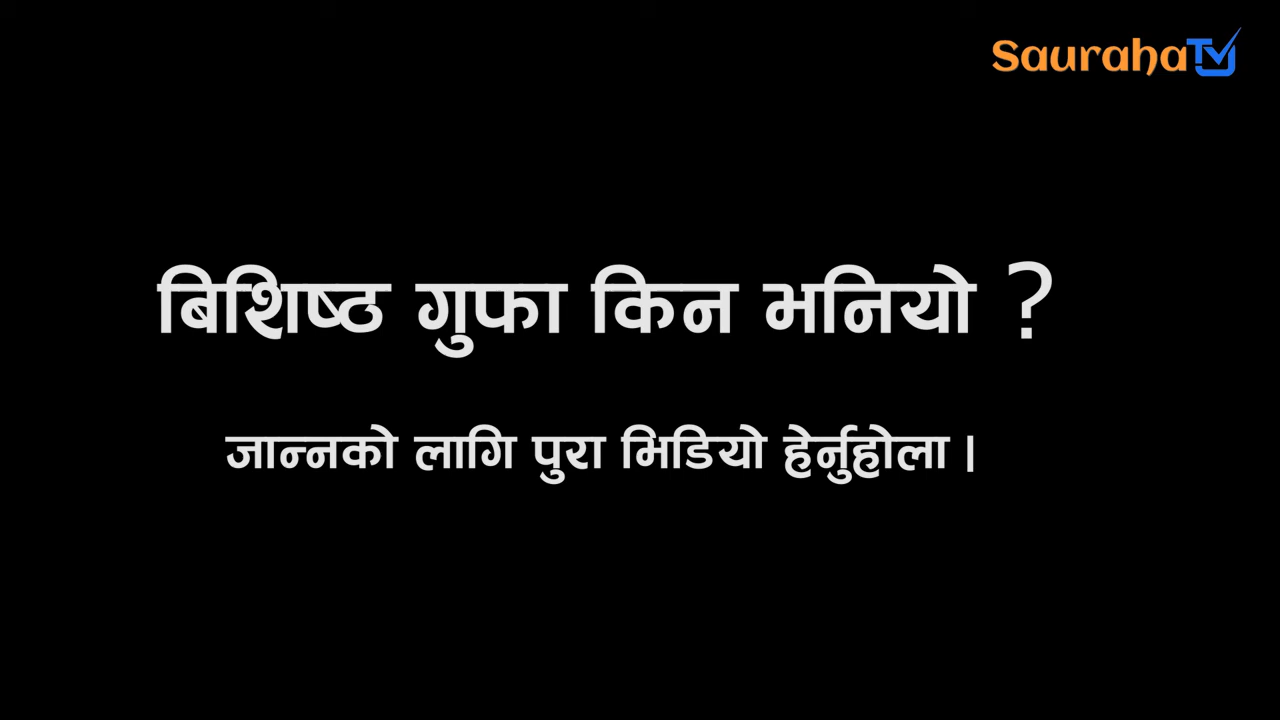 SaurahaTV
बिशिष्ठ गुफा किन भनियो ?
जान्नको लागि पुरा भिडियो हेर्नुहोला ।